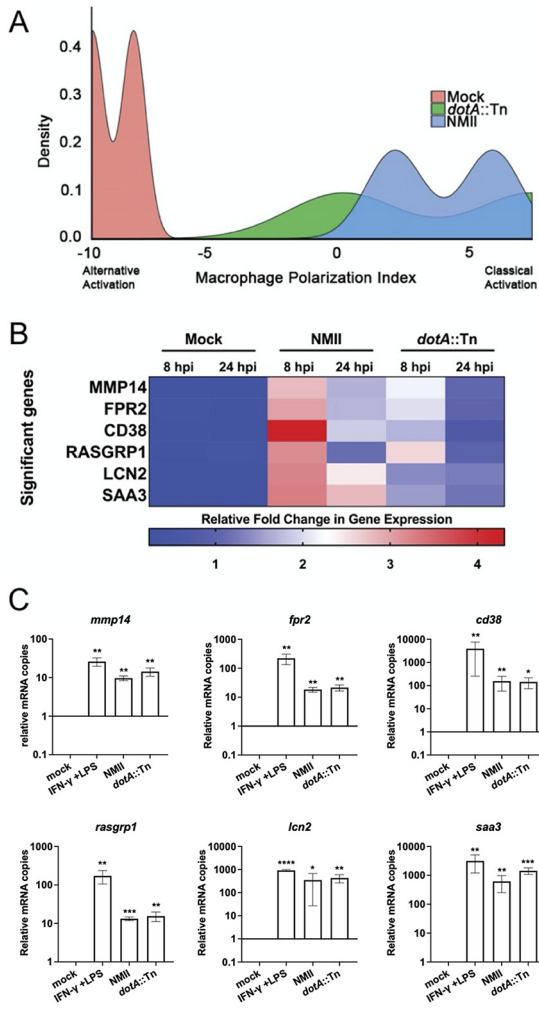 A
Density
0.4
0.3
0.2
0.1
0.0
Mock
dotA::Tn
NMII
-10 -5 0 5
Alternative Activation
Macrophage Polarization Index
Classical Activation
B
Mock NMII dotA::Tn
8 hpi 24 hpi 8 hpi 24 hpi 8 hpi 24 hpi
Significant genes
MMP14
FPR2
CD38
RASGRP1
LCN2
SAA3
Relative Fold Change in Gene Expression
1 2 3 4
C
mmp14
relative mRNA copies
100
10
1
0.1
** ** **
mock IFN-γ +LPS NMII dotA::Tn
fpr2
Relative mRNA copies
1000
100
10
1
0.1
** ** **
mock IFN-γ +LPS NMII dotA::Tn
cd38
Relative mRNA copies
10000
1000
100
10
1
0.1
** ** *
mock IFN-γ +LPS NMII dotA::Tn
rasgrp1
Relative mRNA copies
1000
100
10
1
** *** **
mock IFN-γ +LPS NMII dotA::Tn
lcn2
Relative mRNA copies
10000
1000
100
10
1
0.1
**** * **
mock IFN-γ +LPS NMII dotA::Tn
saa3
Relative mRNA copies
10000
1000
100
10
1
** ** ***
mock IFN-γ +LPS NMII dotA::Tn